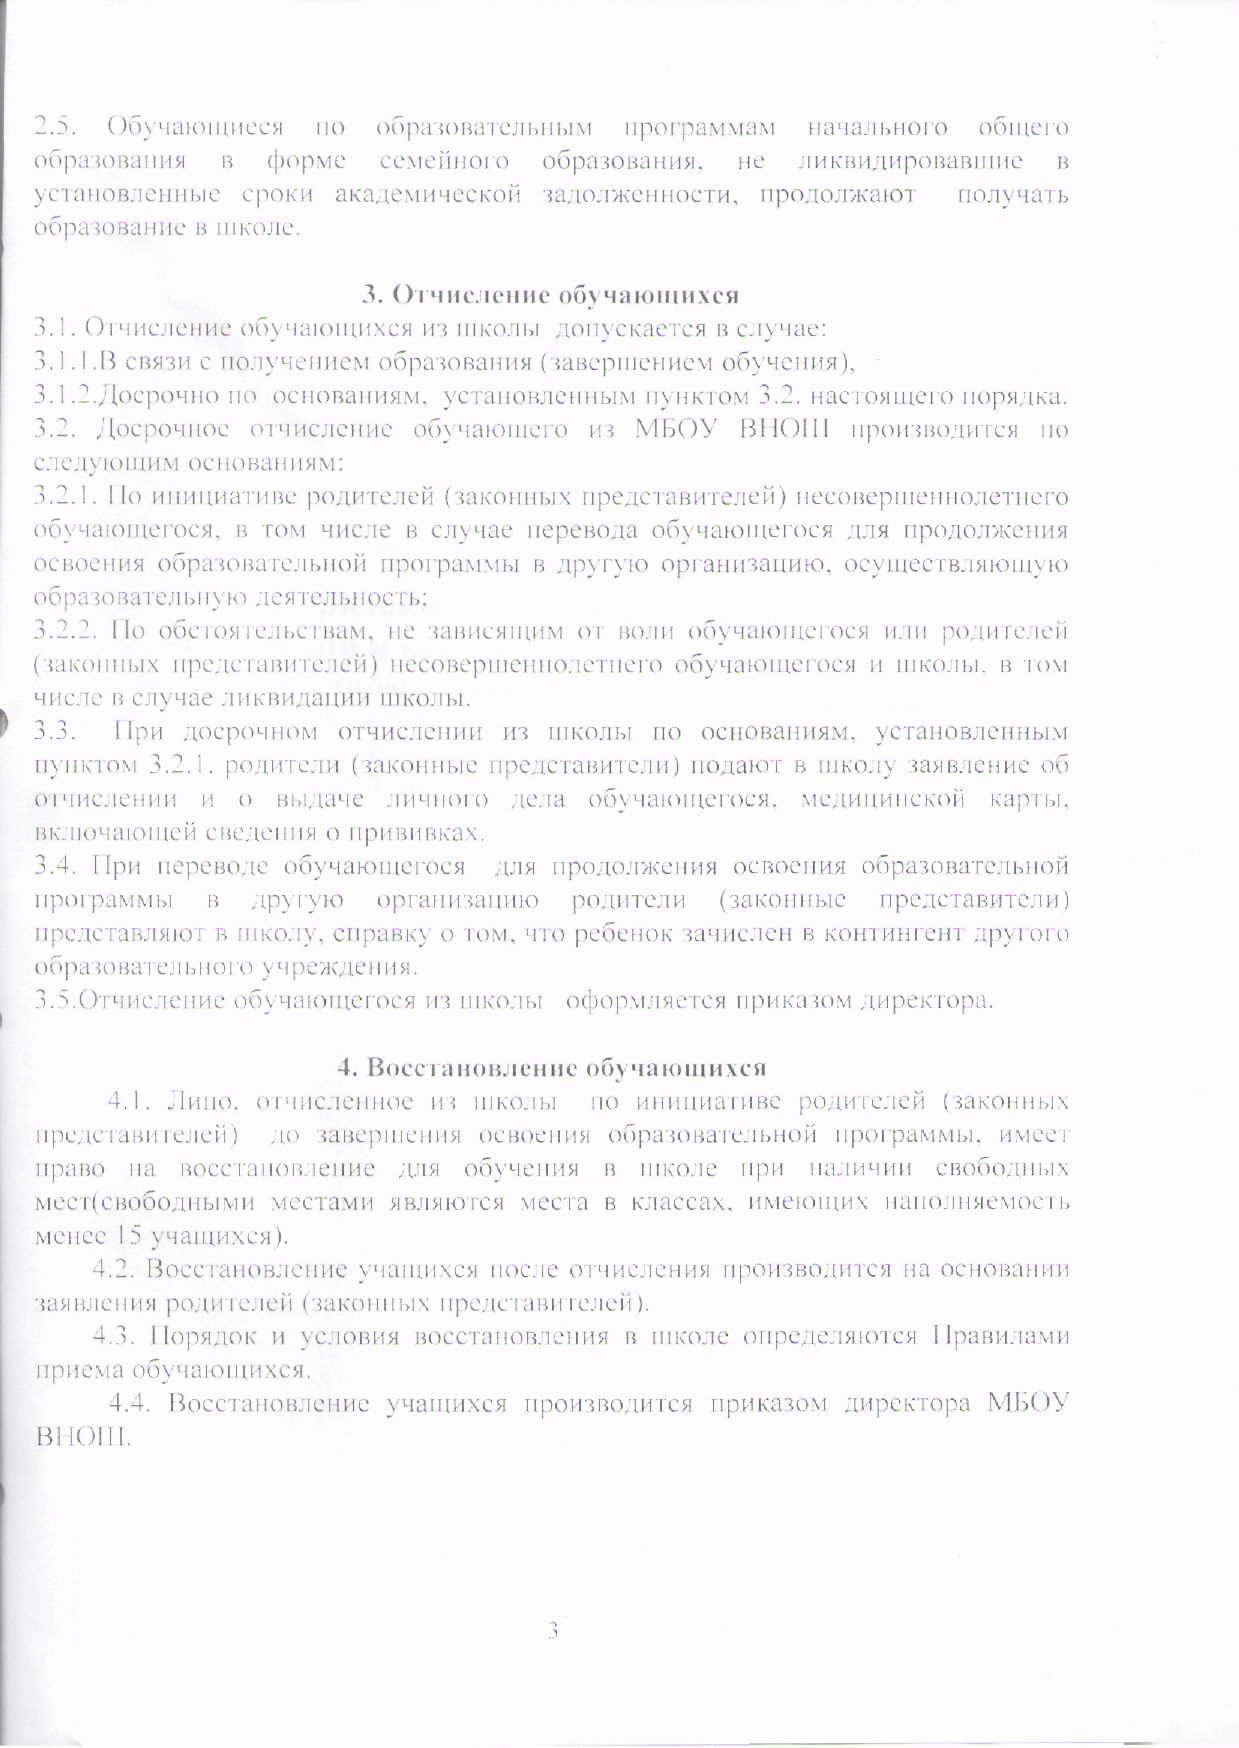 2.5. Обучающиеся по образовательным программам начального общего
образования в форме семейного образования, не ликвидировавшие в
установленные сроки академической задолженности, продолжают получать
образование в школе.
3. Отчисление обучающихся
3.1. Отчисление обучающихся из школы допускается в случае:
3.1.1.В связи с получением образования (завершением обучения),
3.1.2.Досрочно по основаниям, установленным пунктом 3.2. настоящего порядка.
3.2. Досрочное отчисление обучающего из МБОУ ВНОШ производится по
следующим основаниям:
3.2.1. По инициативе родителей (законных представителей) несовершеннолетнего
обучающегося, в том числе в случае перевода обучающегося для продолжения
освоения образовательной программы в другую организацию, осуществляющую
образовательную деятельность;
3.2.2. По обстоятельствам, не зависящим от воли обучающегося или родителей
(законных представителей) несовершеннолетнего обучающегося и школы, в том
числе в случае ликвидации школы.
3.3. При досрочном отчислении из школы по основаниям, установленным
пунктом 3.2.1. родители (законные представители) подают в школу заявление об
отчислении и о выдаче личного дела обучающегося, медицинской карты,
включающей сведения о прививках.
3.4. При переводе обучающегося для продолжения освоения образовательной
программы в другую организацию родители (законные представители)
представляют в школу, справку о том, что ребенок зачислен в контингент другого
образовательного учреждения.
3.5.Отчисление обучающегося из школы оформляется приказом директора.
4. Восстановление обучающихся
4.1. Лицо, отчисленное из школы по инициативе родителей (законных
представителей) до завершения освоения образовательной программы, имеет
право на восстановление для обучения в школе при наличии свободных
мест(свободными местами являются места в классах, имеющих наполняемость
менее 15 учащихся).
4.2. Восстановление учащихся после отчисления производится на основании
заявления родителей (законных представителей).
4.3. Порядок и условия восстановления в школе определяются Правилами
приема обучающихся.
4.4. Восстановление учащихся производится приказом директора МБОУ
ВНОШ.
3